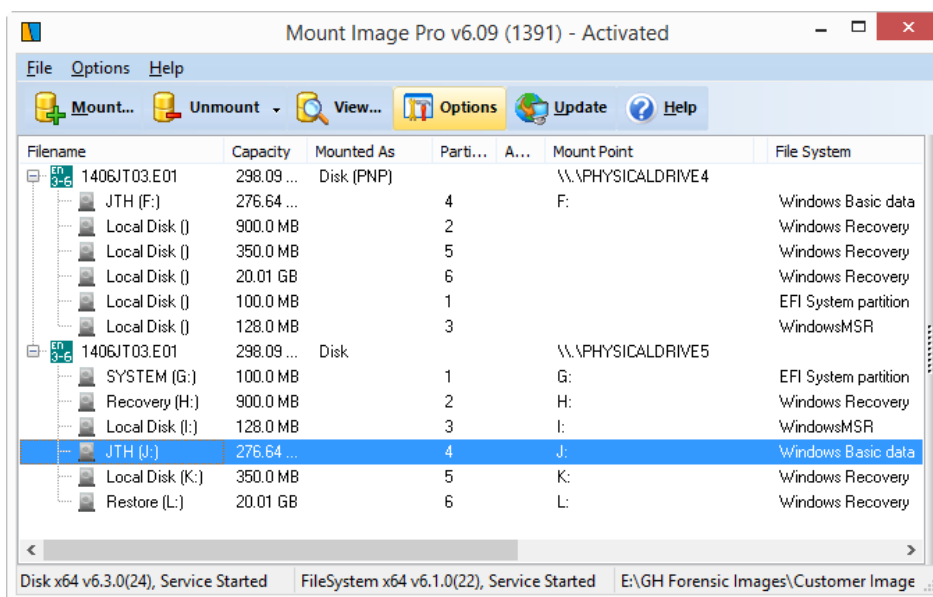 Mount Image Pro v6.09 (1391) - Activated
File Options Help
Mount... Unmount View... Options Update Help
Filename Capacity Mounted As Parti... A... Mount Point File System
En 3-6 1406JT03.E01 298.09 ... Disk (PNP) \\.\PHYSICALDRIVE4
JTH (F:) 276.64 ... 4 F: Windows Basic data
Local Disk () 900.0 MB 2 Windows Recovery
Local Disk () 350.0 MB 5 Windows Recovery
Local Disk () 20.01 GB 6 Windows Recovery
Local Disk () 100.0 MB 1 EFI System partition
Local Disk () 128.0 MB 3 WindowsMSR
En 3-6 1406JT03.E01 298.09 ... Disk \\.\PHYSICALDRIVE5
SYSTEM (G:) 100.0 MB 1 G: EFI System partition
Recovery (H:) 900.0 MB 2 H: Windows Recovery
Local Disk (I:) 128.0 MB 3 I: WindowsMSR
JTH (J:) 276.64 ... 4 J: Windows Basic data
Local Disk (K:) 350.0 MB 5 K: Windows Recovery
Restore (L:) 20.01 GB 6 L: Windows Recovery
Disk x64 v6.3.0(24), Service Started FileSystem x64 v6.1.0(22), Service Started E:\GH Forensic Images\Customer Image